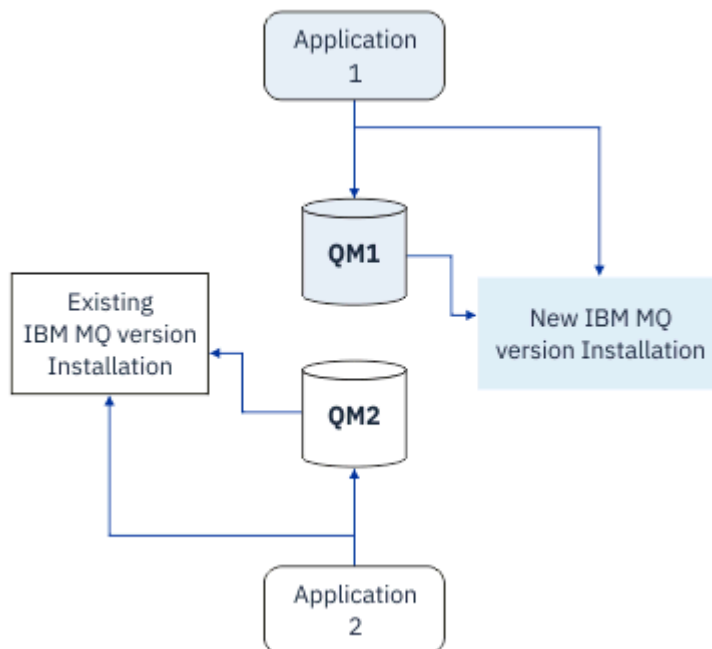 Application
1
QM1
Existing
IBM MQ version
Installation
New IBM MQ
version Installation
QM2
Application
2